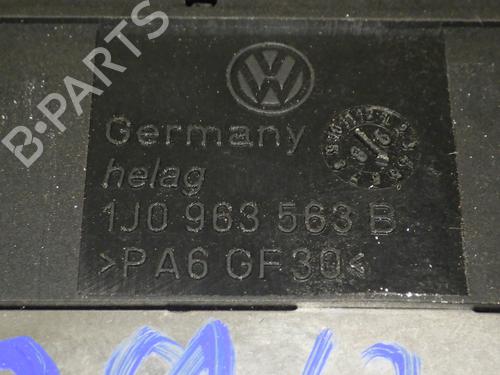 B-PARTS
Germany
helag
1J0 963 563 B
>PA6 GF30<